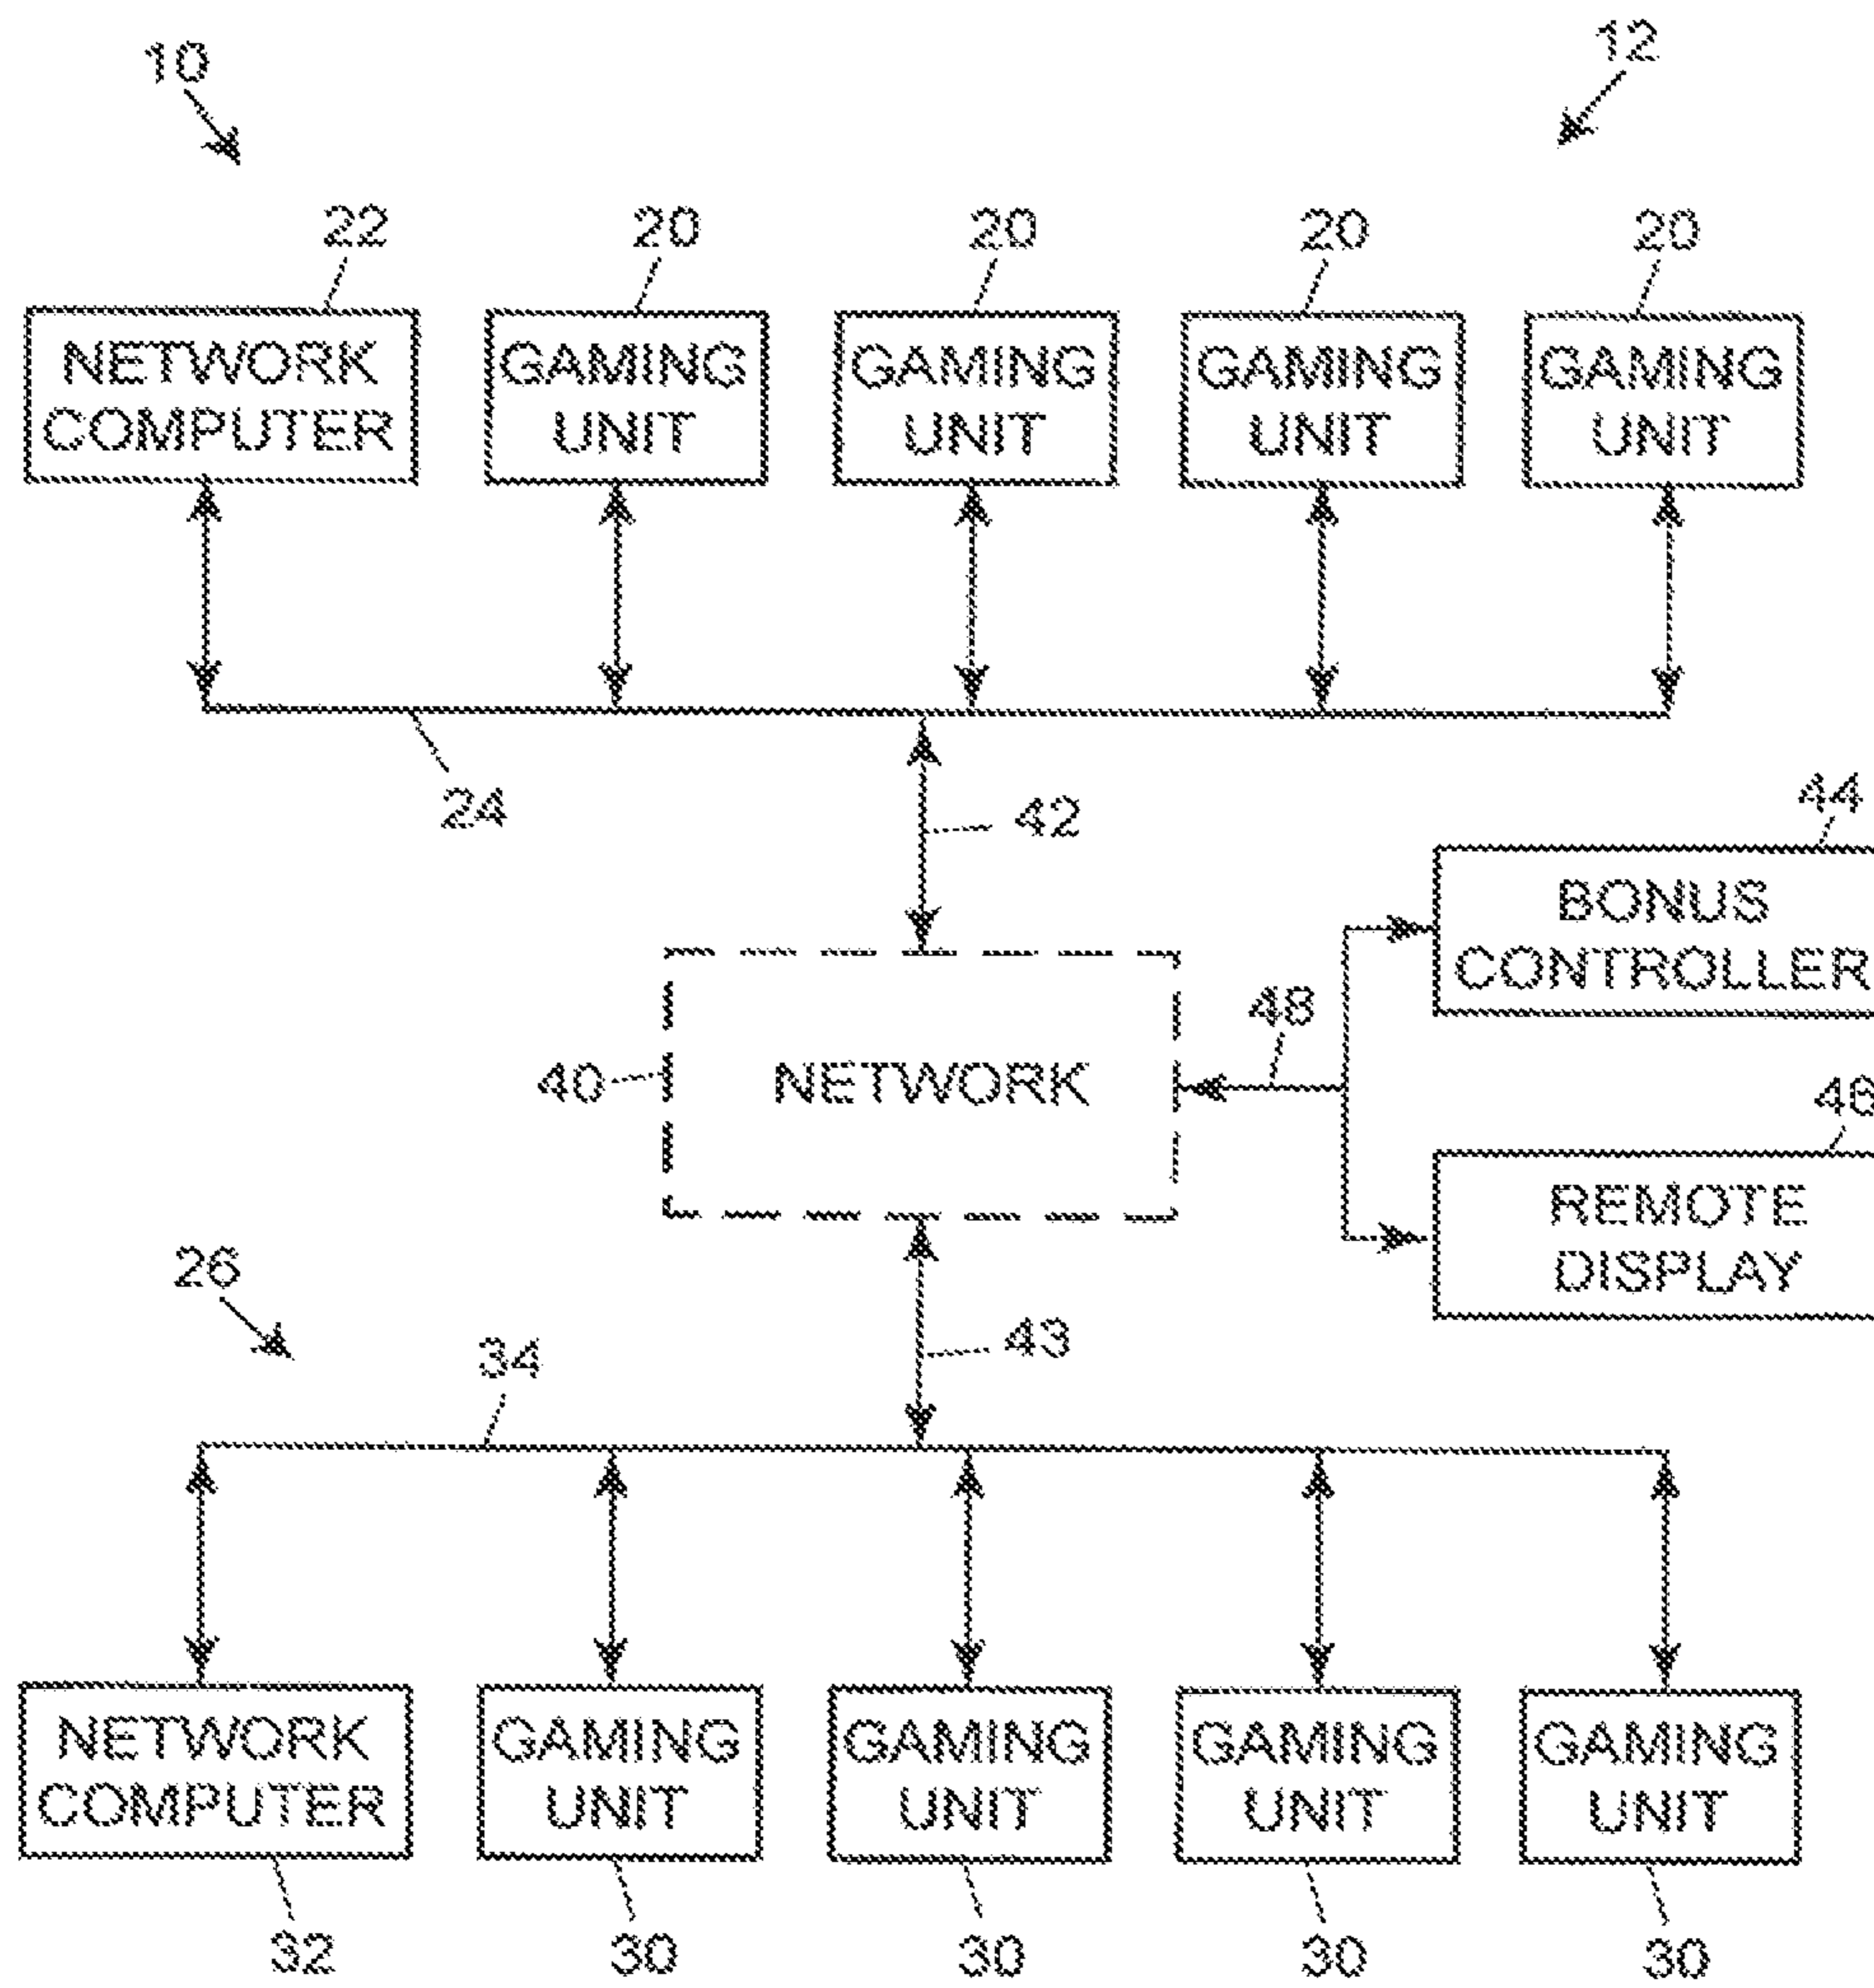 10
12
22
20
20
20
20
NETWORK
COMPUTER
GAMING
UNIT
GAMING
UNIT
GAMING
UNIT
GAMING
UNIT
24
42
44
BONUS
CONTROLLER
48
40
NETWORK
46
REMOTE
DISPLAY
26
34
43
NETWORK
COMPUTER
GAMING
UNIT
GAMING
UNIT
GAMING
UNIT
GAMING
UNIT
32
30
30
30
30